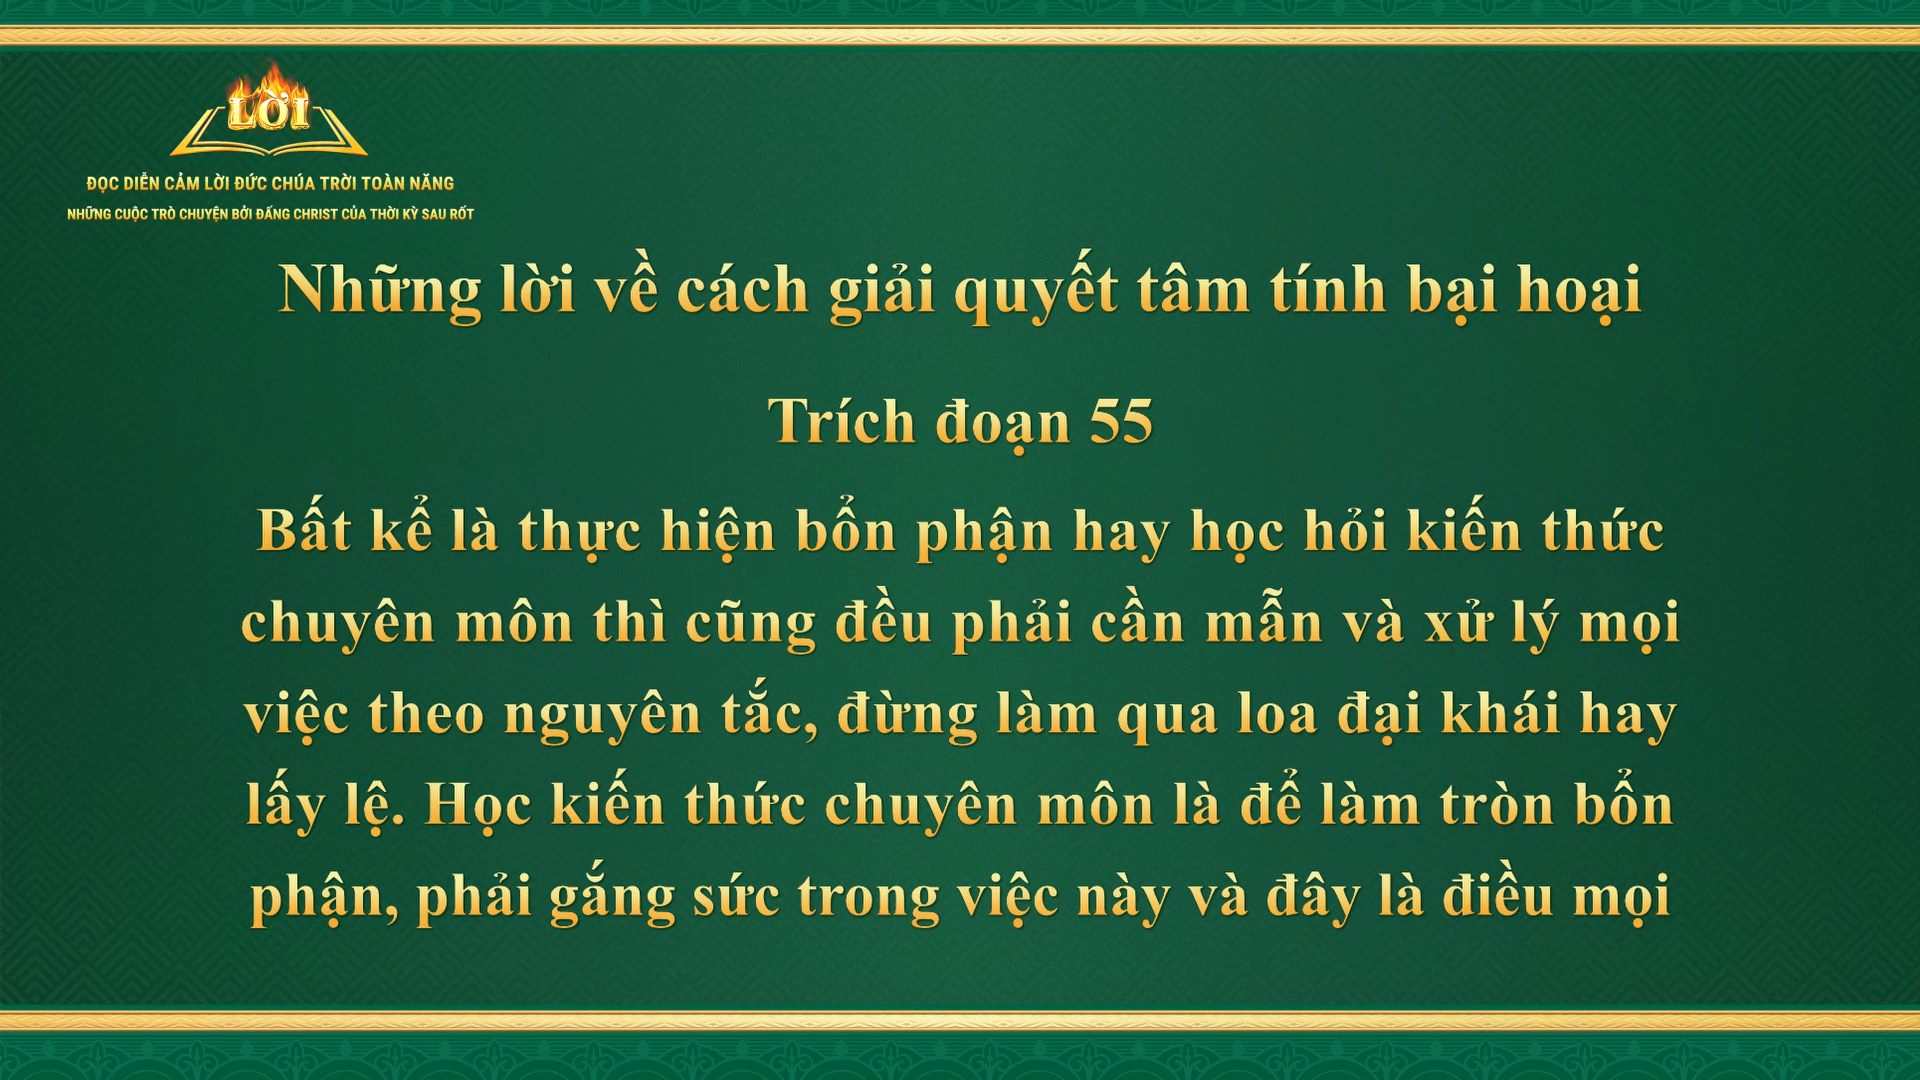 LỜI
ĐỌC DIỄN CẢM LỜI ĐỨC CHÚA TRỜI TOÀN NĂNG
NHỮNG CUỘC TRÒ CHUYỆN BỞI ĐẤNG CHRIST CỦA THỜI KỲ SAU RỐT
Những lời về cách giải quyết tâm tính bại hoại
Trích đoạn 55
Bất kể là thực hiện bổn phận hay học hỏi kiến thức
chuyên môn thì cũng đều phải cần mẫn và xử lý mọi
việc theo nguyên tắc, đừng làm qua loa đại khái hay
lấy lệ. Học kiến thức chuyên môn là để làm tròn bổn
phận, phải gắng sức trong việc này và đây là điều mọi